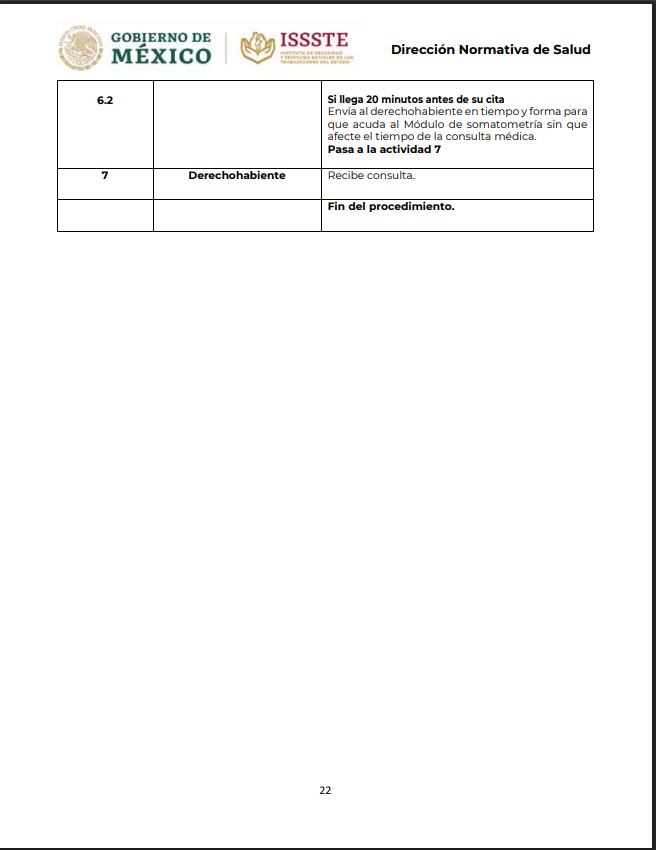 GOBIERNO DE
MÉXICO
ISSSTE
INSTITUTO DE SEGURIDAD
Y SERVICIOS SOCIALES DE LOS
TRABAJADORES DEL ESTADO
Dirección Normativa de Salud
6.2
Si llega 20 minutos antes de su cita
Envía al derechohabiente en tiempo y forma para
que acuda al Módulo de somatometría sin que
afecte el tiempo de la consulta médica.
Pasa a la actividad 7
7
Derechohabiente
Recibe consulta.
Fin del procedimiento.
22